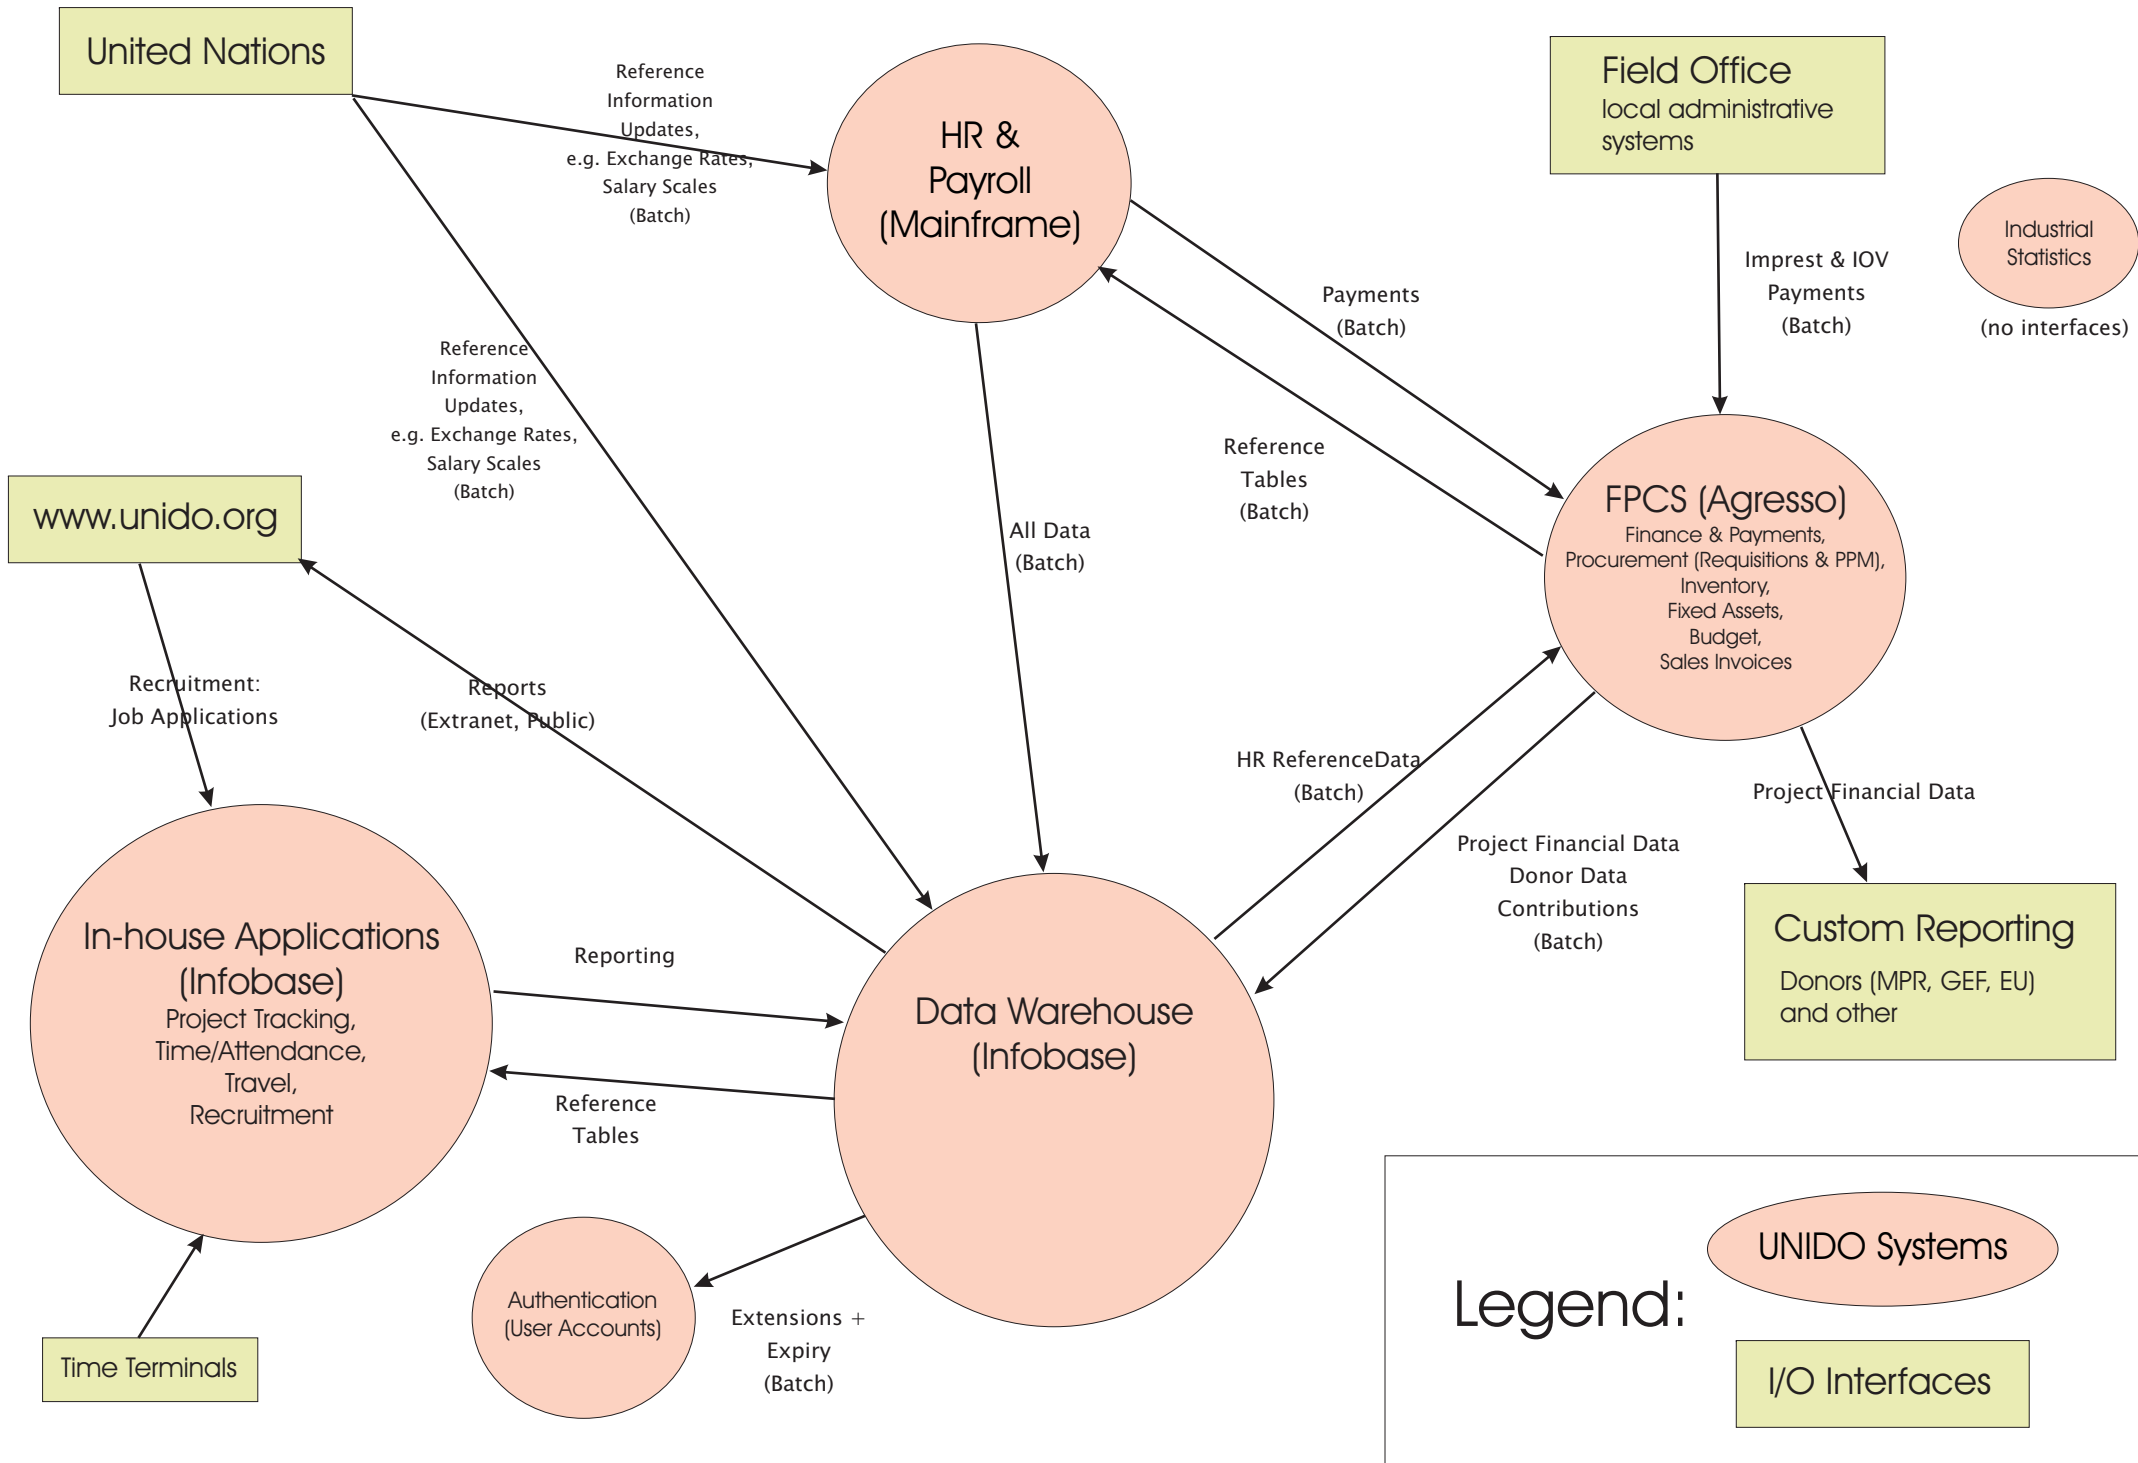 United Nations
Reference
Information
Updates,
e.g. Exchange Rates,
Salary Scales
(Batch)
HR &
Payroll
(Mainframe)
Field Office
local administrative
systems
Industrial
Statistics
(no interfaces)
Imprest & IOV
Payments
(Batch)
Payments
(Batch)
Reference
Information
Updates,
e.g. Exchange Rates,
Salary Scales
(Batch)
Reference
Tables
(Batch)
www.unido.org
All Data
(Batch)
FPCS (Agresso)
Finance & Payments,
Procurement (Requisitions & PPM),
Inventory,
Fixed Assets,
Budget,
Sales Invoices
Recruitment:
Job Applications
Reports
(Extranet, Public)
HR ReferenceData
(Batch)
Project Financial Data
Project Financial Data
Donor Data
Contributions
(Batch)
In-house Applications
(Infobase)
Project Tracking,
Time/Attendance,
Travel,
Recruitment
Reporting
Data Warehouse
(Infobase)
Custom Reporting
Donors (MPR, GEF, EU)
and other
Reference
Tables
Authentication
(User Accounts)
Extensions +
Expiry
(Batch)
Time Terminals
Legend:
UNIDO Systems
I/O Interfaces